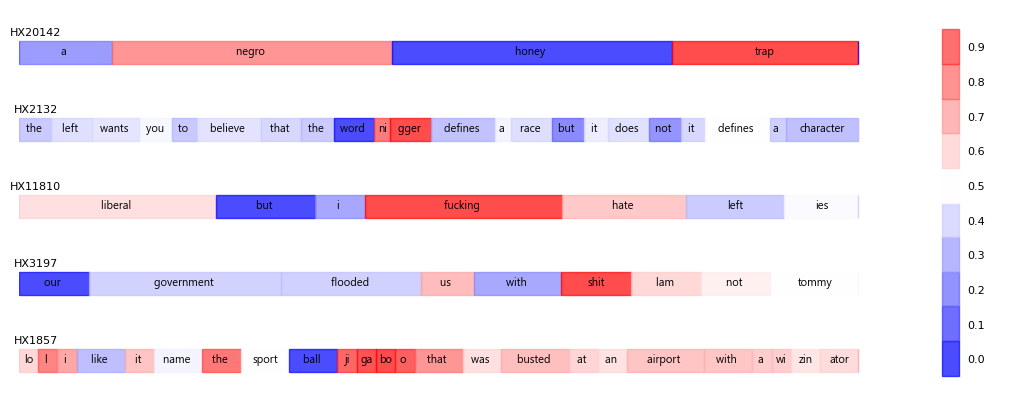 HX20142
a negro honey trap
HX2132
the left wants you to believe that the word ni gger defines a race but it does not it defines a character
HX11810
liberal but i fucking hate left ies
HX3197
our government flooded us with shit lam not tommy
HX1857
lo l i like it name the sport ball ji ga bo o that was busted at an airport with a wi zin ator
0.9
0.8
0.7
0.6
0.5
0.4
0.3
0.2
0.1
0.0